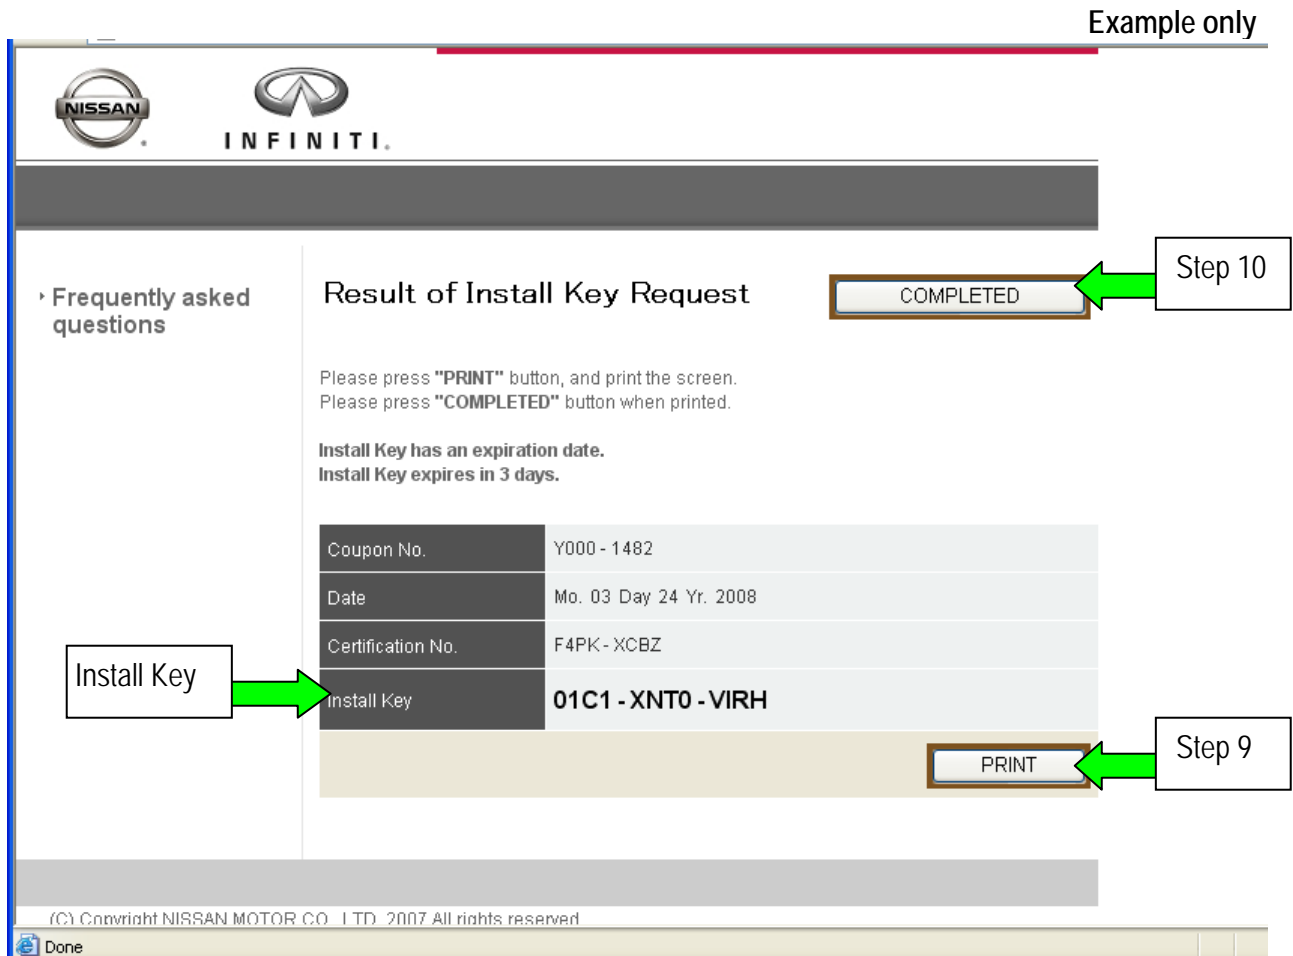 Example only
NISSAN
INFINITI.
Frequently asked
questions
Result of Install Key Request
COMPLETED
Step 10
Please press "PRINT" button, and print the screen.
Please press "COMPLETED" button when printed.
Install Key has an expiration date.
Install Key expires in 3 days.
Coupon No. Y000 - 1482
Date Mo. 03 Day 24 Yr. 2008
Certification No. F4PK - XCBZ
Install Key
Install Key 01C1 - XNT0 - VIRH
PRINT
Step 9
(C) Copyright NISSAN MOTOR CO., LTD. 2007 All rights reserved
Done